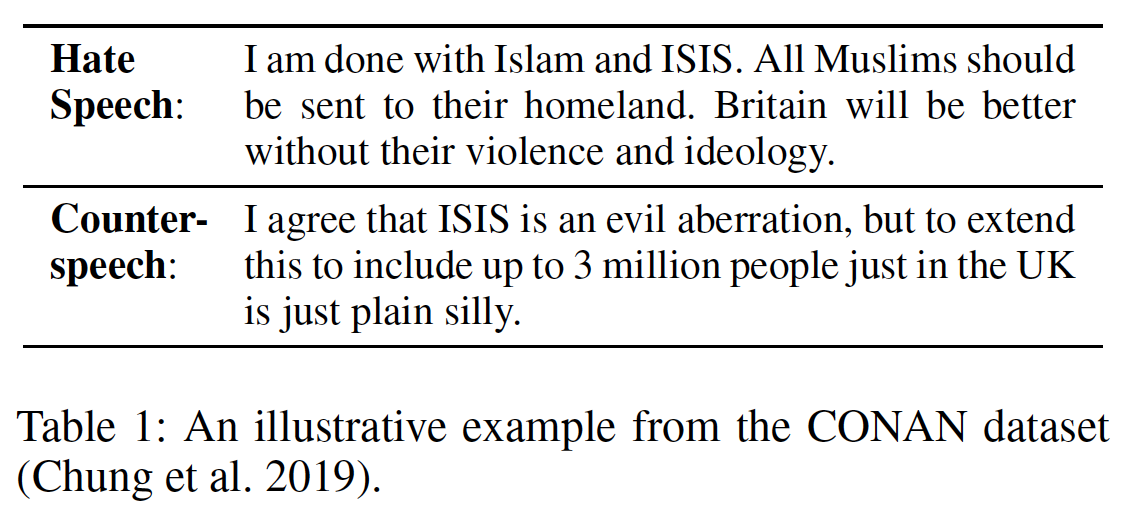 Hate Speech: I am done with Islam and ISIS. All Muslims should
be sent to their homeland. Britain will be better
without their violence and ideology.
Counter-speech: I agree that ISIS is an evil aberration, but to extend
this to include up to 3 million people just in the UK
is just plain silly.
Table 1: An illustrative example from the CONAN dataset
(Chung et al. 2019).